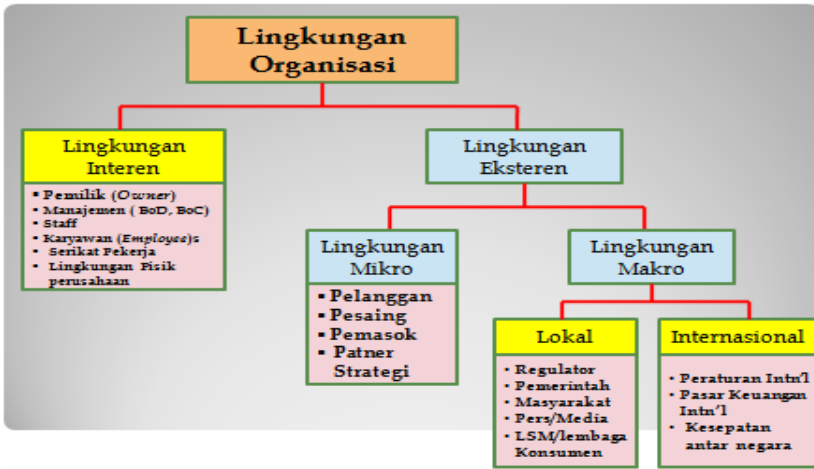 Lingkungan
Organisasi
Lingkungan
Interen
▪ Pemilik (Owner)
• Manajemen ( BoD, BoC)
• Staff
• Karyawan (Employee)s
• Serikat Pekerja
• Lingkungan Fisik
perusahaan
Lingkungan
Eksteren
Lingkungan
Mikro
▪ Pelanggan
▪ Pesaing
▪ Pemasok
▪ Patner
Strategi
Lingkungan
Makro
Lokal
• Regulator
• Pemerintah
• Masyarakat
• Pers/Media
• LSM/lembaga
Konsumen
Internasional
• Peraturan Intn'l
• Pasar Keuangan
Intn'l
• Kesepatan
antar negara